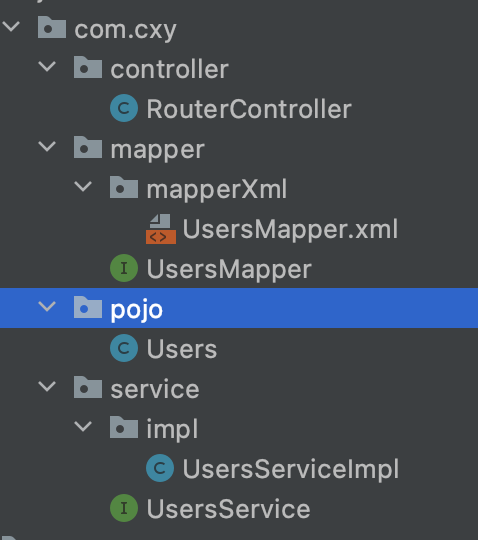 com.cxy
controller
RouterController
mapper
mapperXml
UsersMapper.xml
UsersMapper
pojo
Users
service
impl
UsersServiceImpl
UsersService